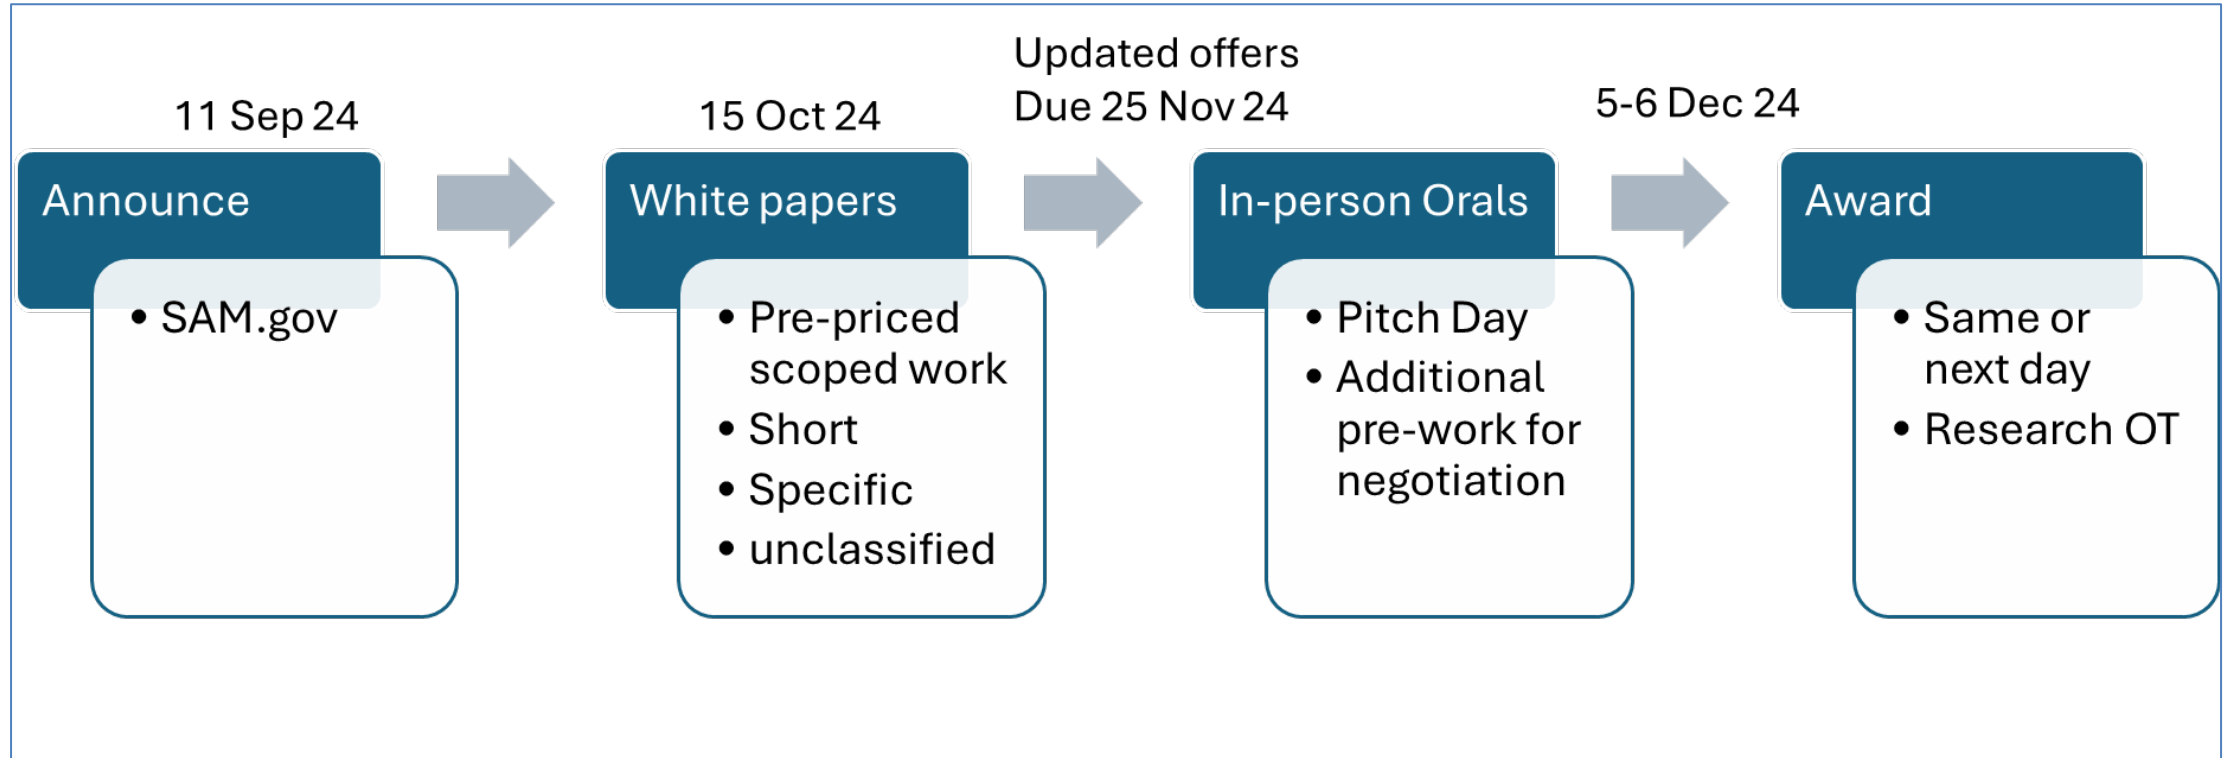 11 Sep 24
Announce
• SAM.gov
15 Oct 24
White papers
• Pre-priced
scoped work
• Short
• Specific
• unclassified
Updated offers
Due 25 Nov 24
In-person Orals
• Pitch Day
• Additional
pre-work for
negotiation
5-6 Dec 24
Award
• Same or
next day
• Research OT